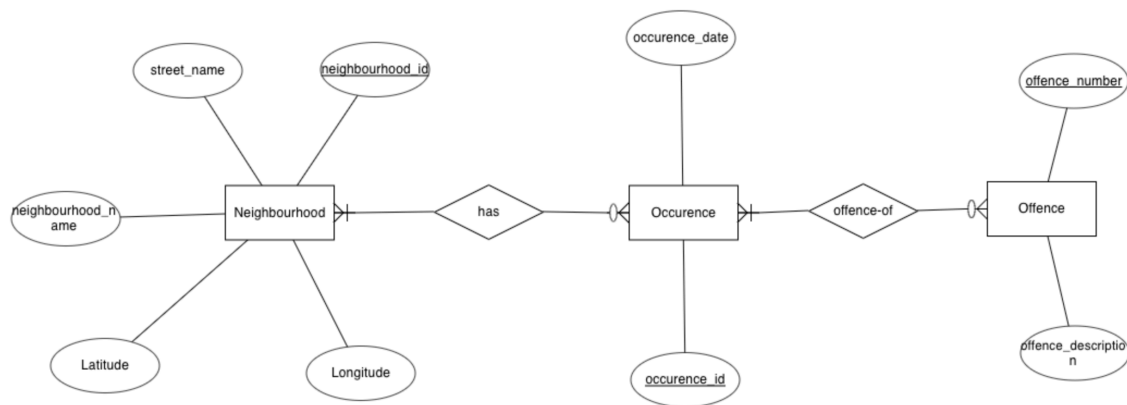 occurence_date
street_name
neighbourhood_id
offence_number
neighbourhood_n
ame
Neighbourhood
has
Occurence
offence-of
Offence
Latitude
Longitude
occurence_id
offence_descriptio
n